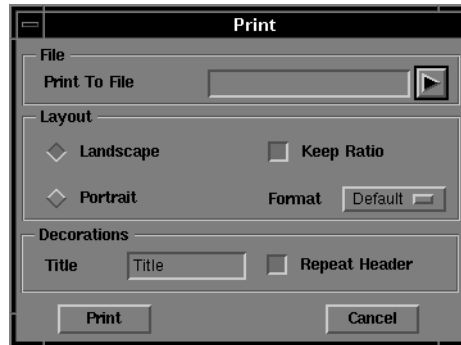 Print
File
Print To File
Layout
Landscape Keep Ratio
Portrait Format Default
Decorations
Title Title Repeat Header
Print Cancel